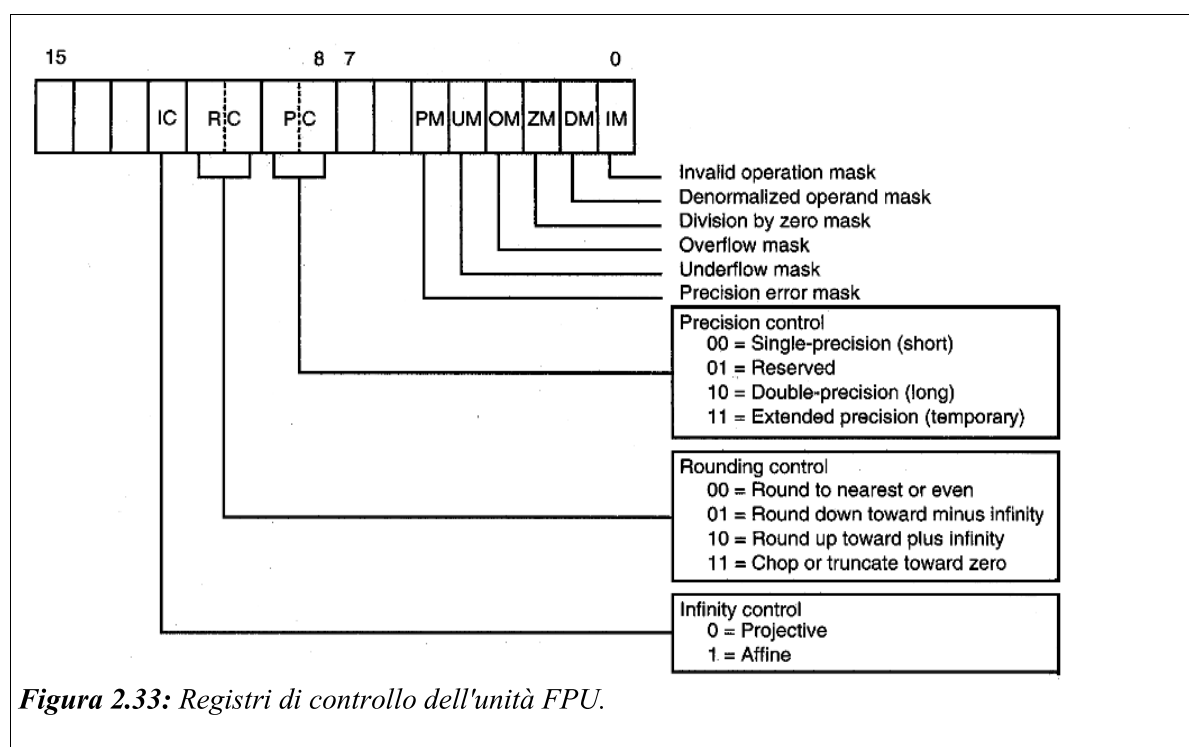 15 8 7 0
IC RC PC PM UM OM ZM DM IM
Invalid operation mask
Denormalized operand mask
Division by zero mask
Overflow mask
Underflow mask
Precision error mask
Precision control
00 = Single-precision (short)
01 = Reserved
10 = Double-precision (long)
11 = Extended precision (temporary)
Rounding control
00 = Round to nearest or even
01 = Round down toward minus infinity
10 = Round up toward plus infinity
11 = Chop or truncate toward zero
Infinity control
0 = Projective
1 = Affine
Figura 2.33: Registri di controllo dell'unità FPU.